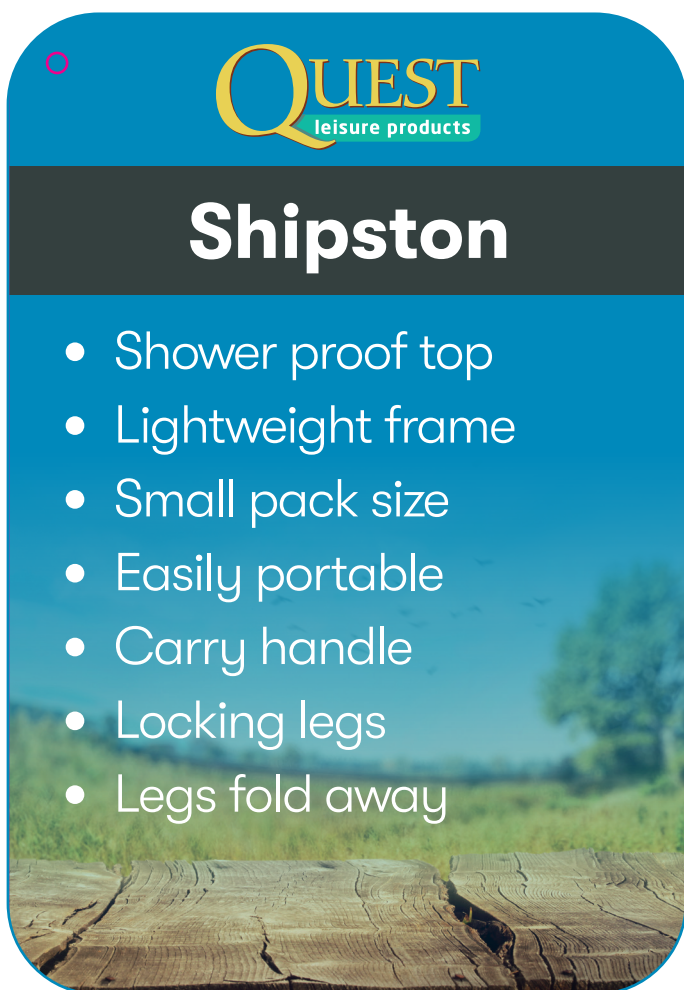 QUEST
leisure products
Shipston
• Shower proof top
• Lightweight frame
• Small pack size
• Easily portable
• Carry handle
• Locking legs
• Legs fold away